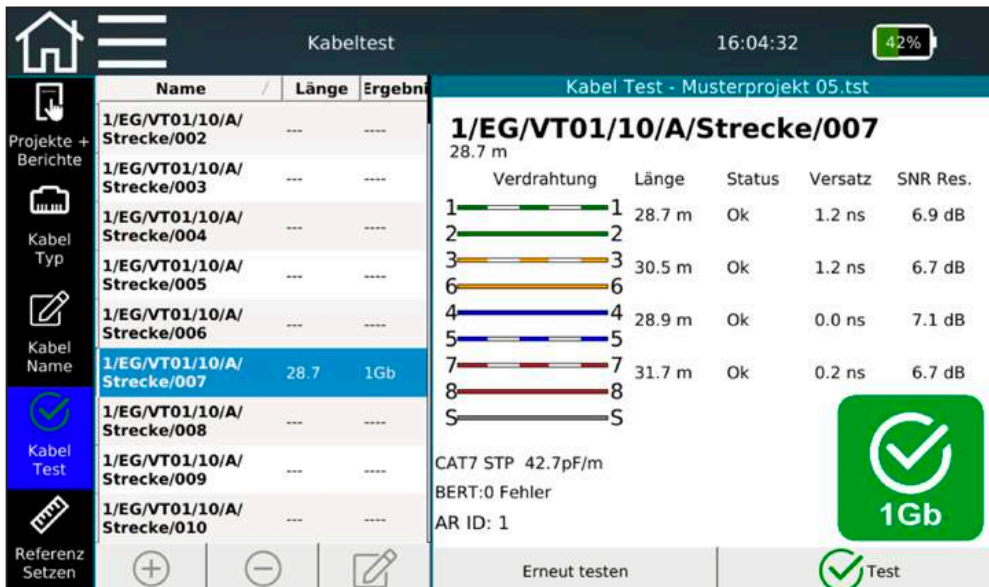 Kabeltest
16:04:32
42%
Projekte +
Berichte
Kabel
Typ
Kabel
Name
Kabel
Test
Referenz
Setzen
Name / Länge Ergebni
1/EG/VT01/10/A/
Strecke/002 --- ----
1/EG/VT01/10/A/
Strecke/003 --- ----
1/EG/VT01/10/A/
Strecke/004 --- ----
1/EG/VT01/10/A/
Strecke/005 --- ----
1/EG/VT01/10/A/
Strecke/006 --- ----
1/EG/VT01/10/A/
Strecke/007 28.7 1Gb
1/EG/VT01/10/A/
Strecke/008 --- ----
1/EG/VT01/10/A/
Strecke/009 --- ----
1/EG/VT01/10/A/
Strecke/010 --- ----
Kabel Test - Musterprojekt 05.tst
1/EG/VT01/10/A/Strecke/007
28.7 m
Verdrahtung Länge Status Versatz SNR Res.
1 1 28.7 m Ok 1.2 ns 6.9 dB
2 2
3 3 30.5 m Ok 1.2 ns 6.7 dB
6 6
4 4 28.9 m Ok 0.0 ns 7.1 dB
5 5
7 7 31.7 m Ok 0.2 ns 6.7 dB
8 8
S S
CAT7 STP 42.7pF/m
BERT:0 Fehler
AR ID: 1
1Gb
Erneut testen
Test